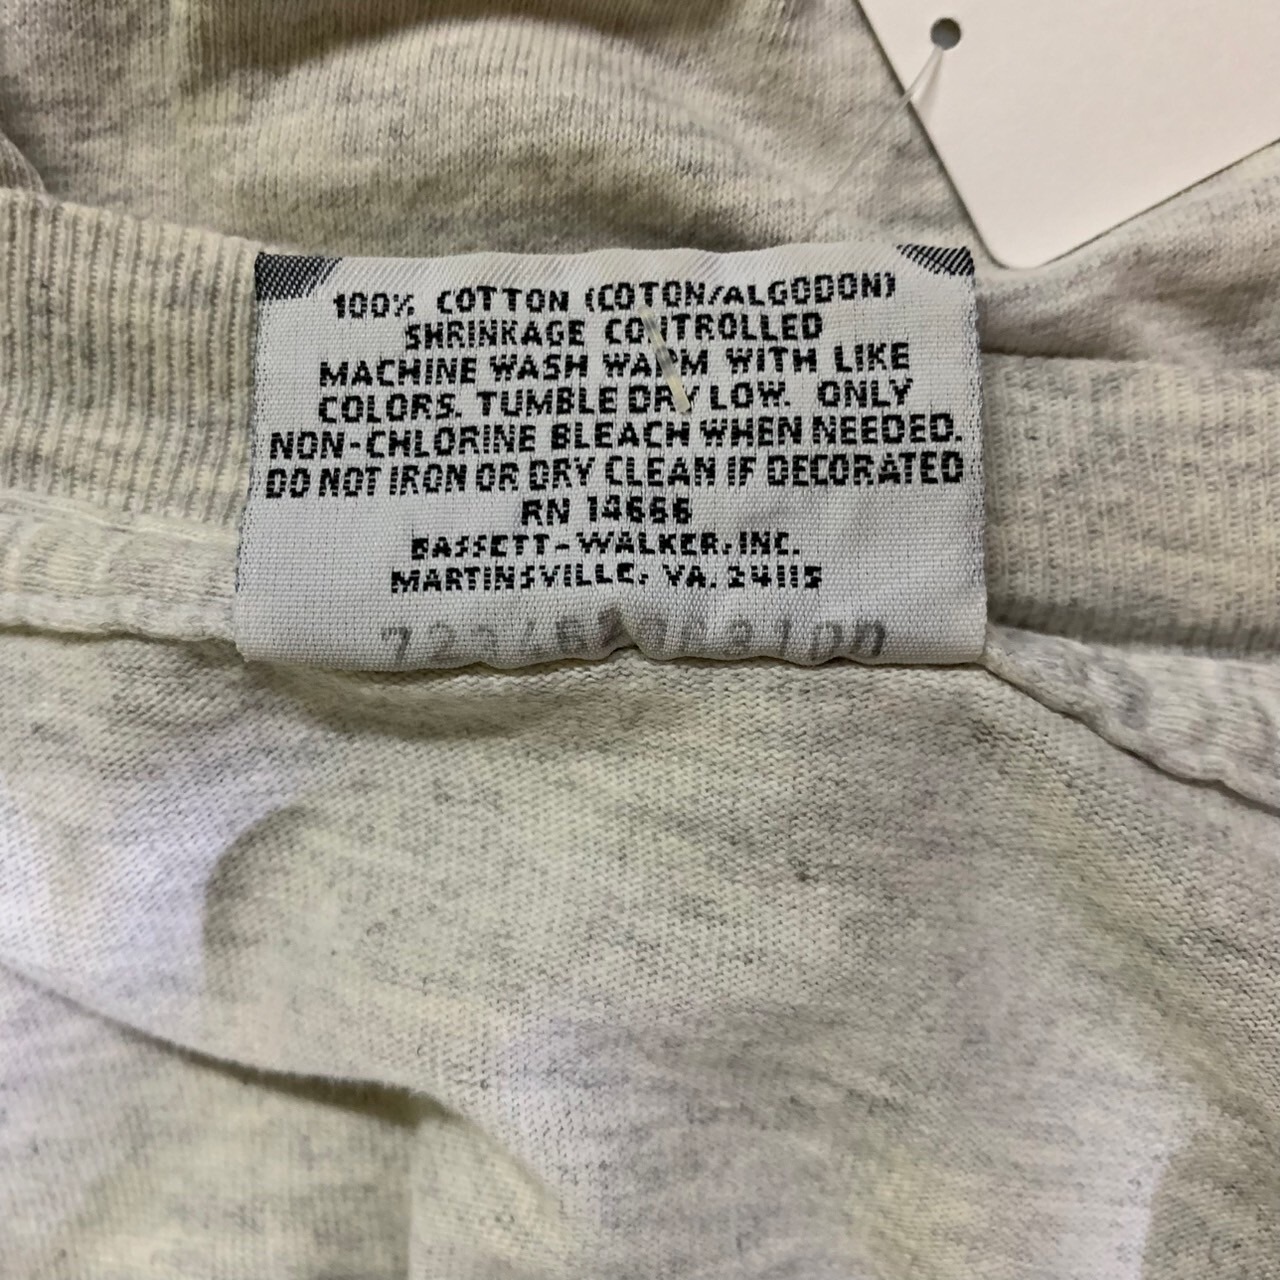 100% COTTON (COTON/ALGODON)
SHRINKAGE CONTROLLED
MACHINE WASH WARM WITH LIKE
COLORS. TUMBLE DRY LOW. ONLY
NON-CHLORINE BLEACH WHEN NEEDED.
DO NOT IRON OR DRY CLEAN IF DECORATED
RN 14666
BASSETT-WALKER, INC.
MARTINSVILLE, VA. 24115